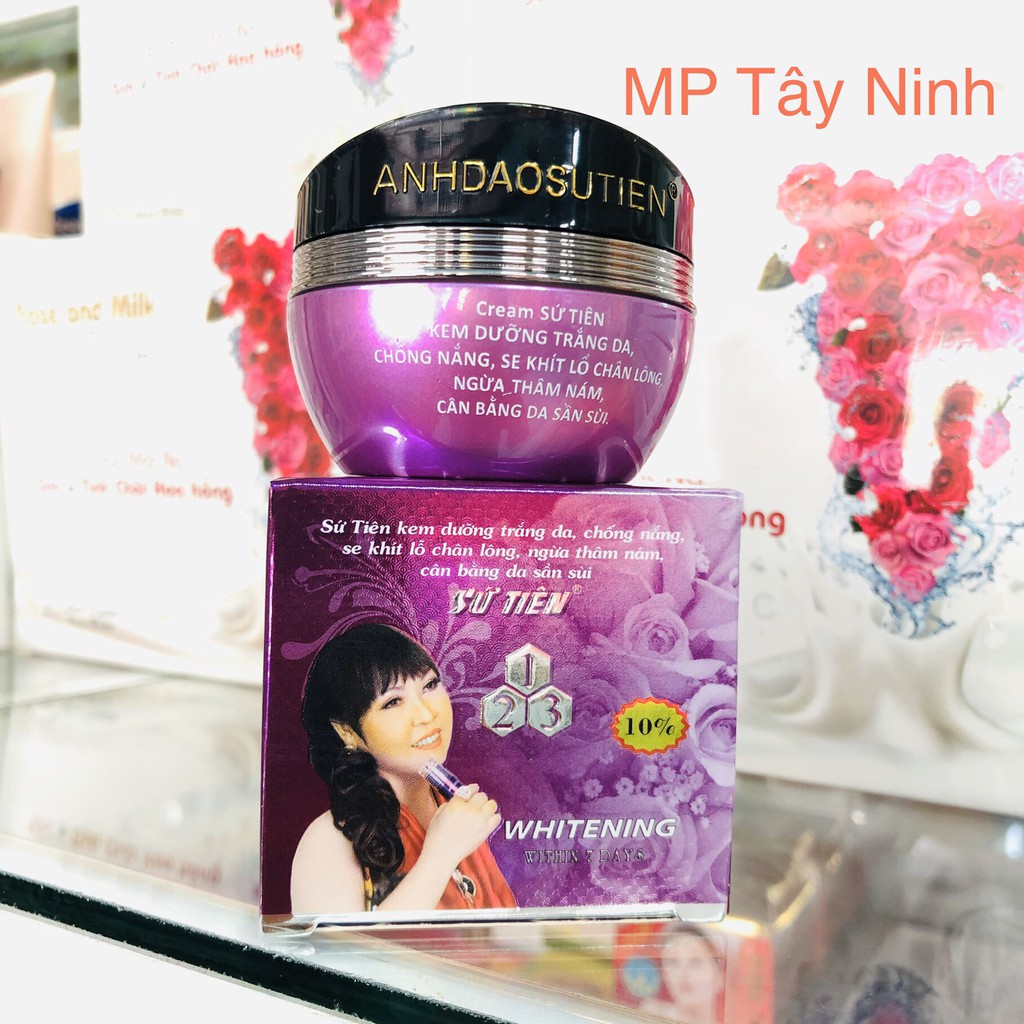 MP Tây Ninh
ANHDAOSUTIEN®
Cream SỨ TIÊN
KEM DƯỠNG TRẮNG DA,
CHỐNG NẮNG, SE KHÍT LỖ CHÂN LÔNG,
NGỪA THÂM NÁM,
CÂN BẰNG DA SẦN SÙI.
Sứ Tiên kem dưỡng trắng da, chống nắng,
se khít lỗ chân lông, ngừa thâm nám,
cân bằng da sần sùi
SỨ TIÊN®
1
2 3
10%
WHITENING
WITHIN 7 DAYS
Rose and Milk
Hoa hồng